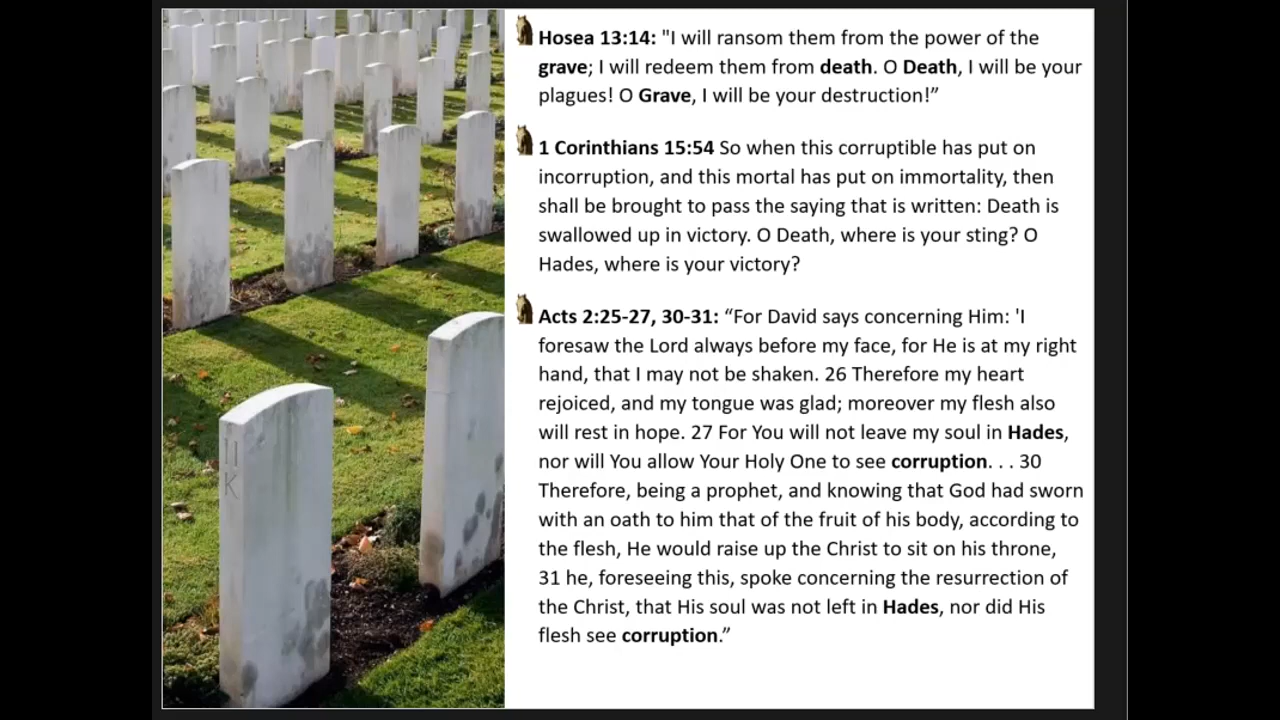 Hosea 13:14: "I will ransom them from the power of the
grave; I will redeem them from death. O Death, I will be your
plagues! O Grave, I will be your destruction!”
1 Corinthians 15:54 So when this corruptible has put on
incorruption, and this mortal has put on immortality, then
shall be brought to pass the saying that is written: Death is
swallowed up in victory. O Death, where is your sting? O
Hades, where is your victory?
Acts 2:25-27, 30-31: “For David says concerning Him: 'I
foresaw the Lord always before my face, for He is at my right
hand, that I may not be shaken. 26 Therefore my heart
rejoiced, and my tongue was glad; moreover my flesh also
will rest in hope. 27 For You will not leave my soul in Hades,
nor will You allow Your Holy One to see corruption. . . 30
Therefore, being a prophet, and knowing that God had sworn
with an oath to him that of the fruit of his body, according to
the flesh, He would raise up the Christ to sit on his throne,
31 he, foreseeing this, spoke concerning the resurrection of
the Christ, that His soul was not left in Hades, nor did His
flesh see corruption.”